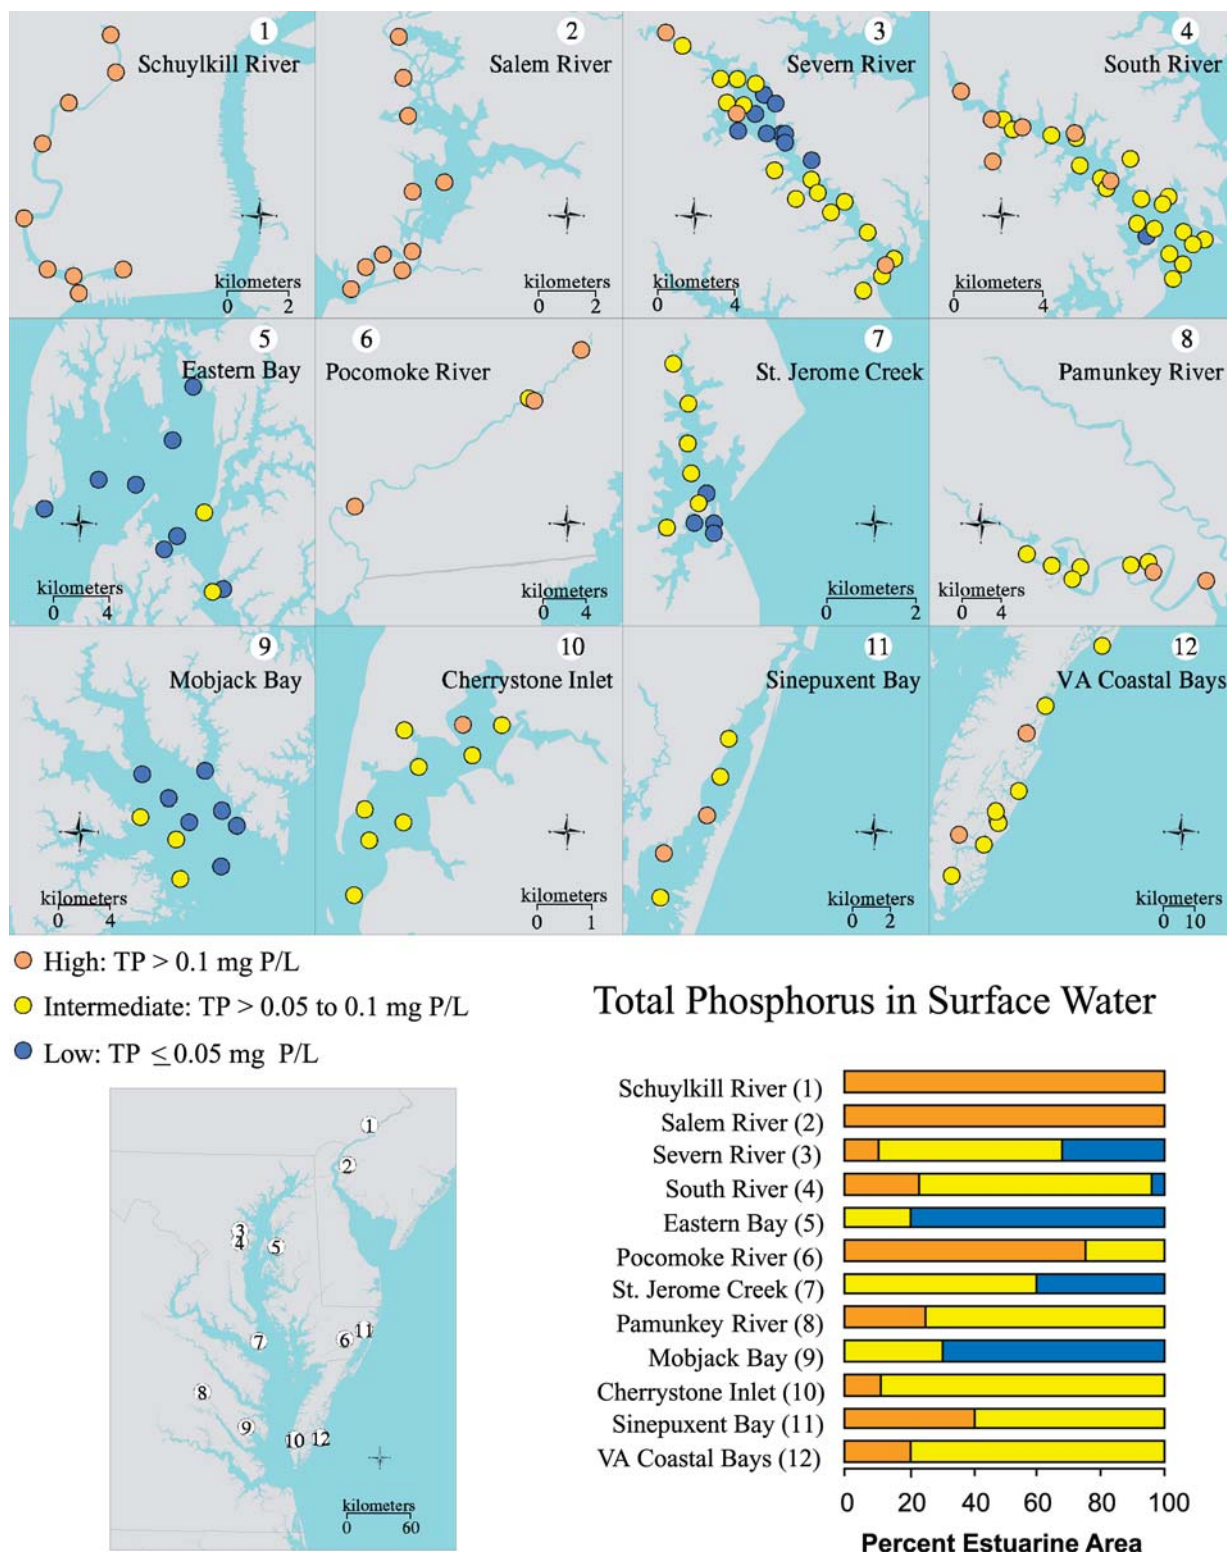 1
Schuylkill River
kilometers
0 2
2
Salem River
kilometers
0 2
3
Severn River
kilometers
0 4
4
South River
kilometers
0 4
5
Eastern Bay
kilometers
0 4
6
Pocomoke River
kilometers
0 4
7
St. Jerome Creek
kilometers
0 2
8
Pamunkey River
kilometers
0 4
9
Mobjack Bay
kilometers
0 4
10
Cherrystone Inlet
kilometers
0 1
11
Sinepuxent Bay
kilometers
0 2
12
VA Coastal Bays
kilometers
0 10
High: TP > 0.1 mg P/L
Intermediate: TP > 0.05 to 0.1 mg P/L
Low: TP ≤ 0.05 mg P/L
1
2
3
4
5
6
11
7
8
9
10
12
kilometers
0 60
Total Phosphorus in Surface Water
Schuylkill River (1)
Salem River (2)
Severn River (3)
South River (4)
Eastern Bay (5)
Pocomoke River (6)
St. Jerome Creek (7)
Pamunkey River (8)
Mobjack Bay (9)
Cherrystone Inlet (10)
Sinepuxent Bay (11)
VA Coastal Bays (12)
0 20 40 60 80 100
Percent Estuarine Area